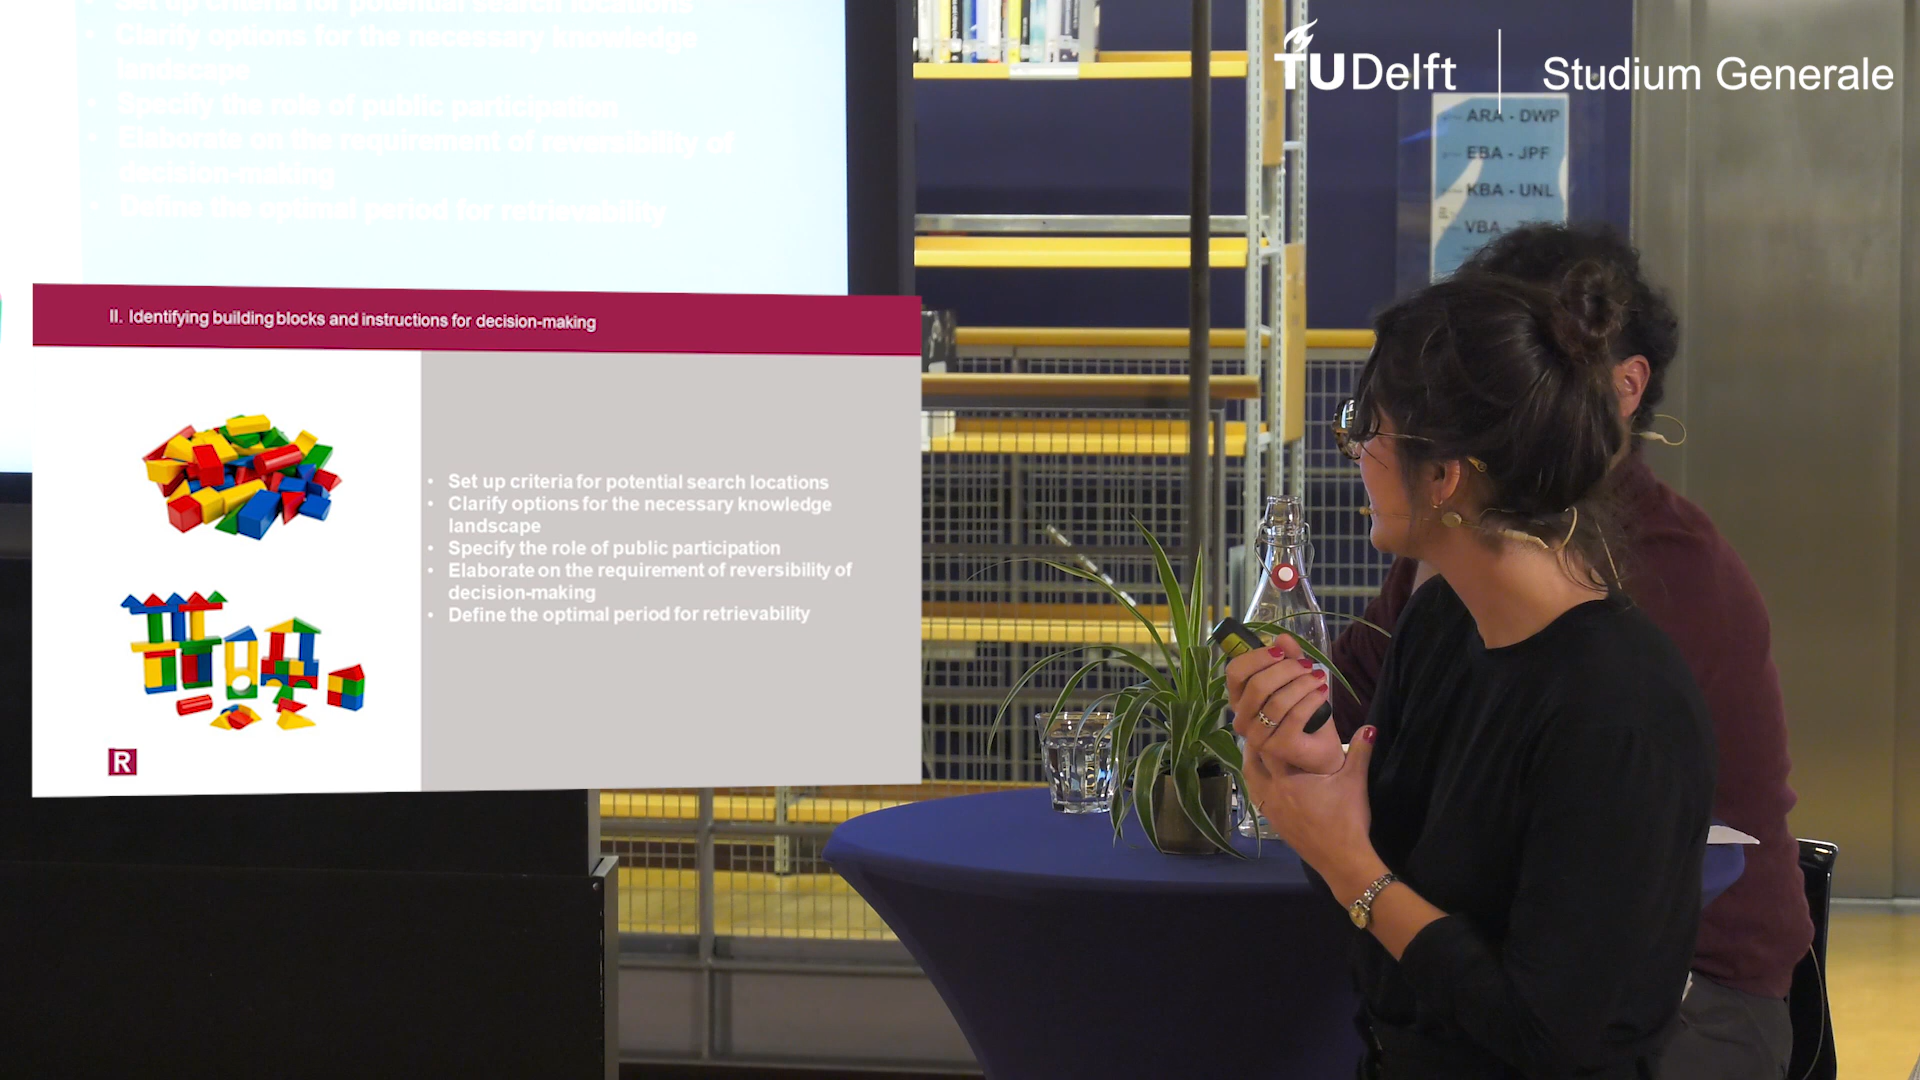 Set up criteria for potential search locations
• Clarify options for the necessary knowledge
landscape
• Specify the role of public participation
• Elaborate on the requirement of reversibility of
decision-making
• Define the optimal period for retrievability
TUDelft
Studium Generale
ARA - DWP
EBA - JPF
KBA - UNL
VBA
II. Identifying building blocks and instructions for decision-making
• Set up criteria for potential search locations
• Clarify options for the necessary knowledge
landscape
• Specify the role of public participation
• Elaborate on the requirement of reversibility of
decision-making
• Define the optimal period for retrievability
R